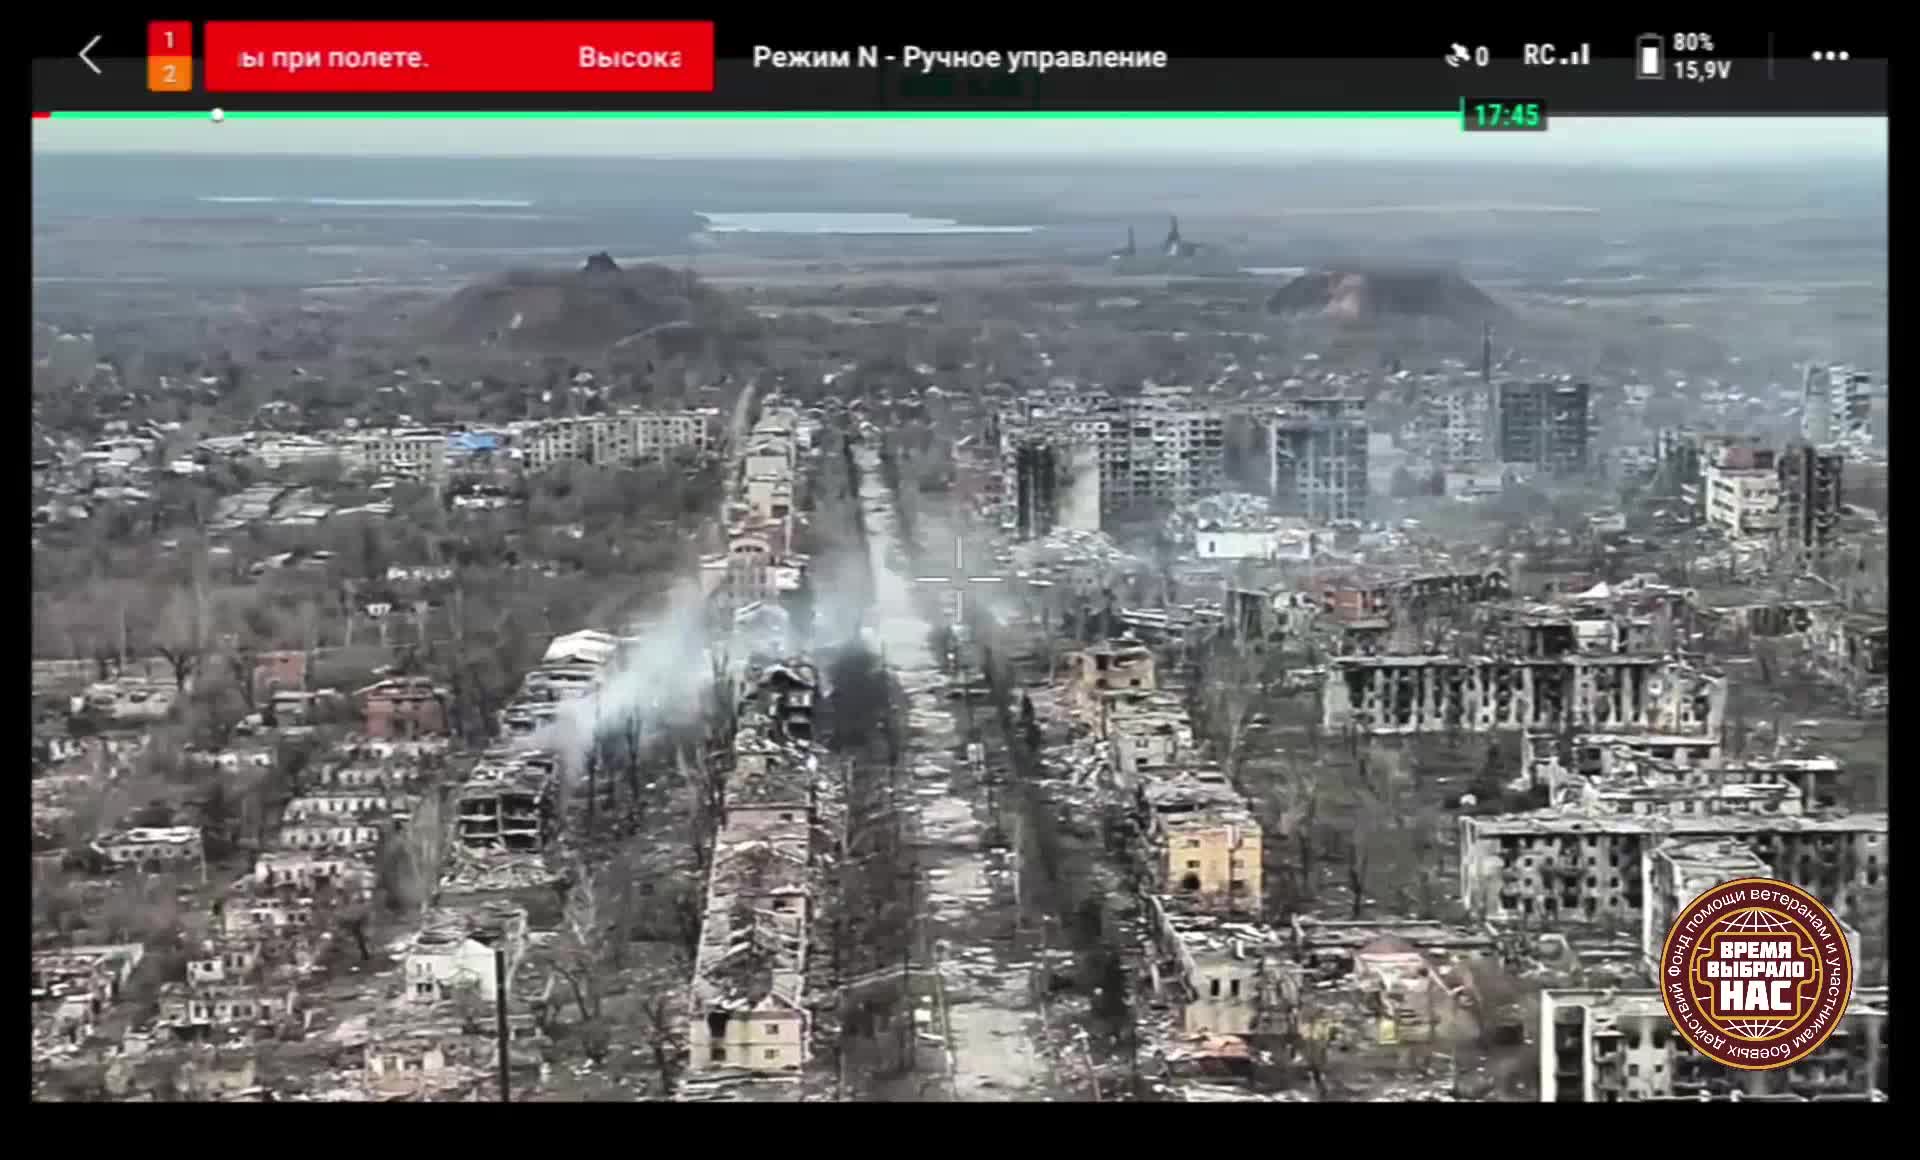 1
2
ы при полете. Высока
Режим N - Ручное управление
0
RC
80%
15,9V
17:45
Фонд помощи ветеранам и участникам боевых действий
ВРЕМЯ
ВЫБРАЛО
НАС